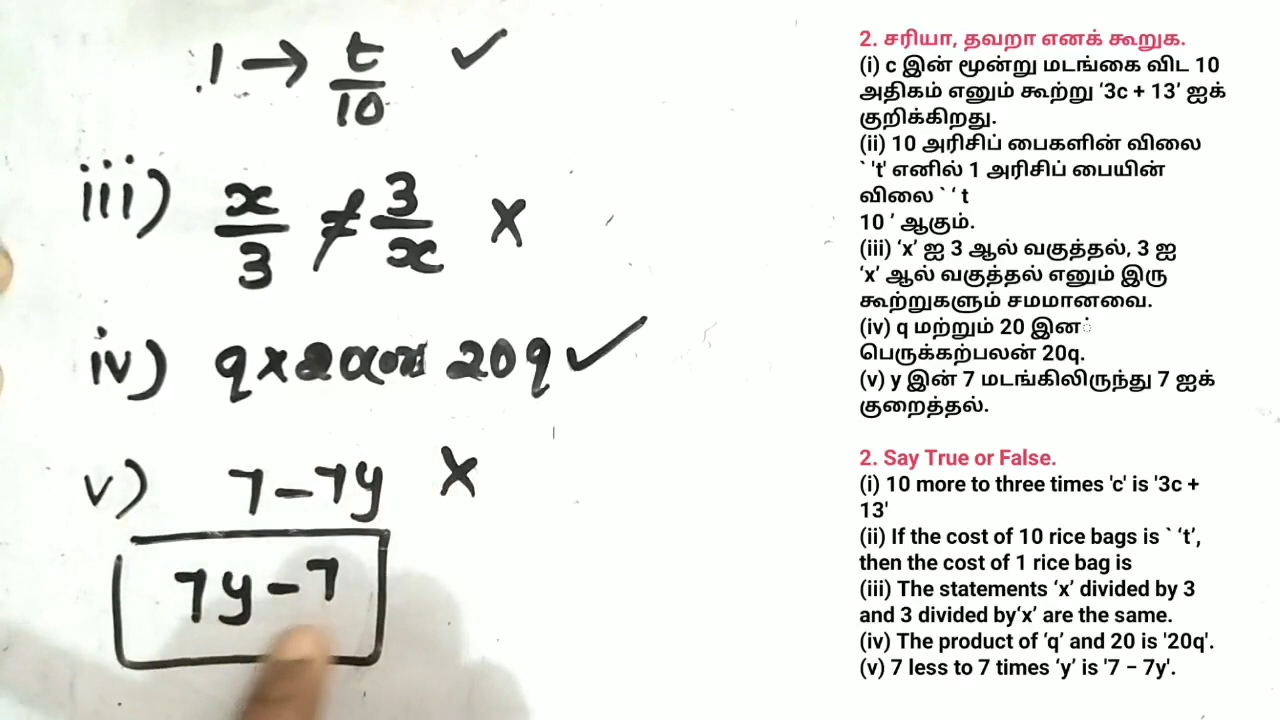 1 → t/10 ✓
iii) x/3 ≠ 3/x X
iv) q x 20 20q ✓
v) 7 - 7y X
7y - 7
2. சரியா, தவறா எனக் கூறுக.
(i) c இன் மூன்று மடங்கை விட 10
அதிகம் எனும் கூற்று ‘3c + 13’ ஐக்
குறிக்கிறது.
(ii) 10 அரிசிப் பைகளின் விலை
` 't' எனில் 1 அரிசிப் பையின்
விலை ` ‘ t
10 ’ ஆகும்.
(iii) ‘x’ ஐ 3 ஆல் வகுத்தல், 3 ஐ
‘x’ ஆல் வகுத்தல் எனும் இரு
கூற்றுகளும் சமமானவை.
(iv) q மற்றும் 20 இன்
பெருக்கற்பலன் 20q.
(v) y இன் 7 மடங்கிலிருந்து 7 ஐக்
குறைத்தல்.
2. Say True or False.
(i) 10 more to three times 'c' is '3c +
13'
(ii) If the cost of 10 rice bags is ` ‘t’,
then the cost of 1 rice bag is
(iii) The statements ‘x’ divided by 3
and 3 divided by‘x’ are the same.
(iv) The product of ‘q’ and 20 is '20q'.
(v) 7 less to 7 times ‘y’ is '7 − 7y'.